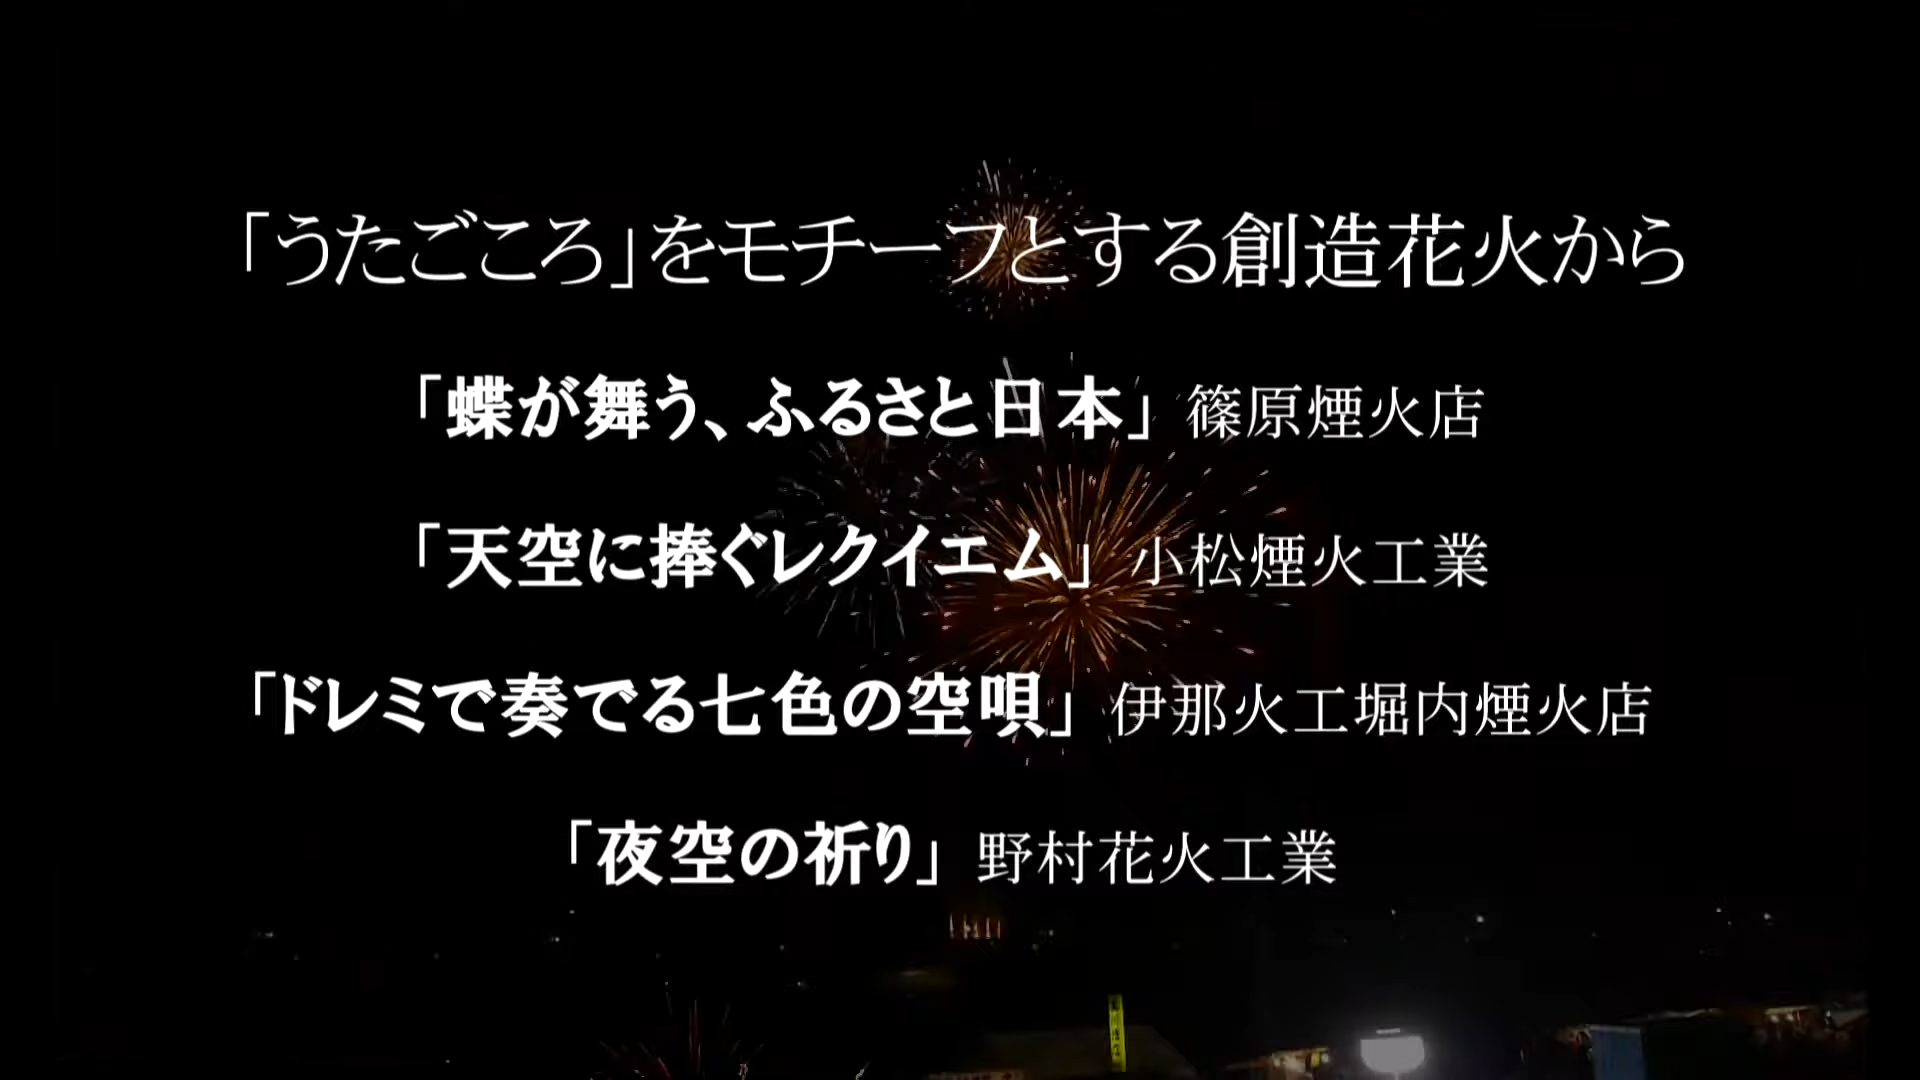 「うたごころ」をモチーフとする創造花火から
「蝶が舞う、ふるさと日本」 篠原煙火店
「天空に捧ぐレクイエム」 小松煙火工業
「ドレミで奏でる七色の空唄」 伊那火工堀内煙火店
「夜空の祈り」 野村花火工業